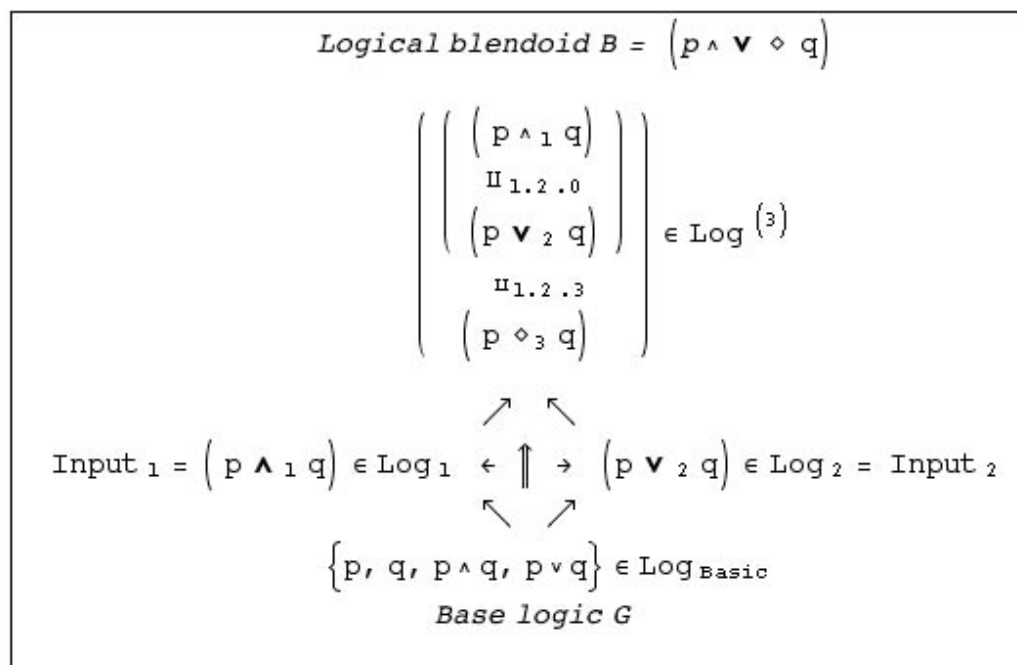 Logical blendoid B = (p ∧ ∨ ⋄ q)
( p ∧ 1 q)
II 1.2.0
(p ∨ 2 q)
∈ Log (3)
II 1.2.3
( p ⋄ 3 q)
↗ ↖
Input 1 = ( p ∧ 1 q) ∈ Log 1 ← ⇑ → (p ∨ 2 q) ∈ Log 2 = Input 2
↖ ↗
{p, q, p ∧ q, p ∨ q} ∈ Log Basic
Base logic G